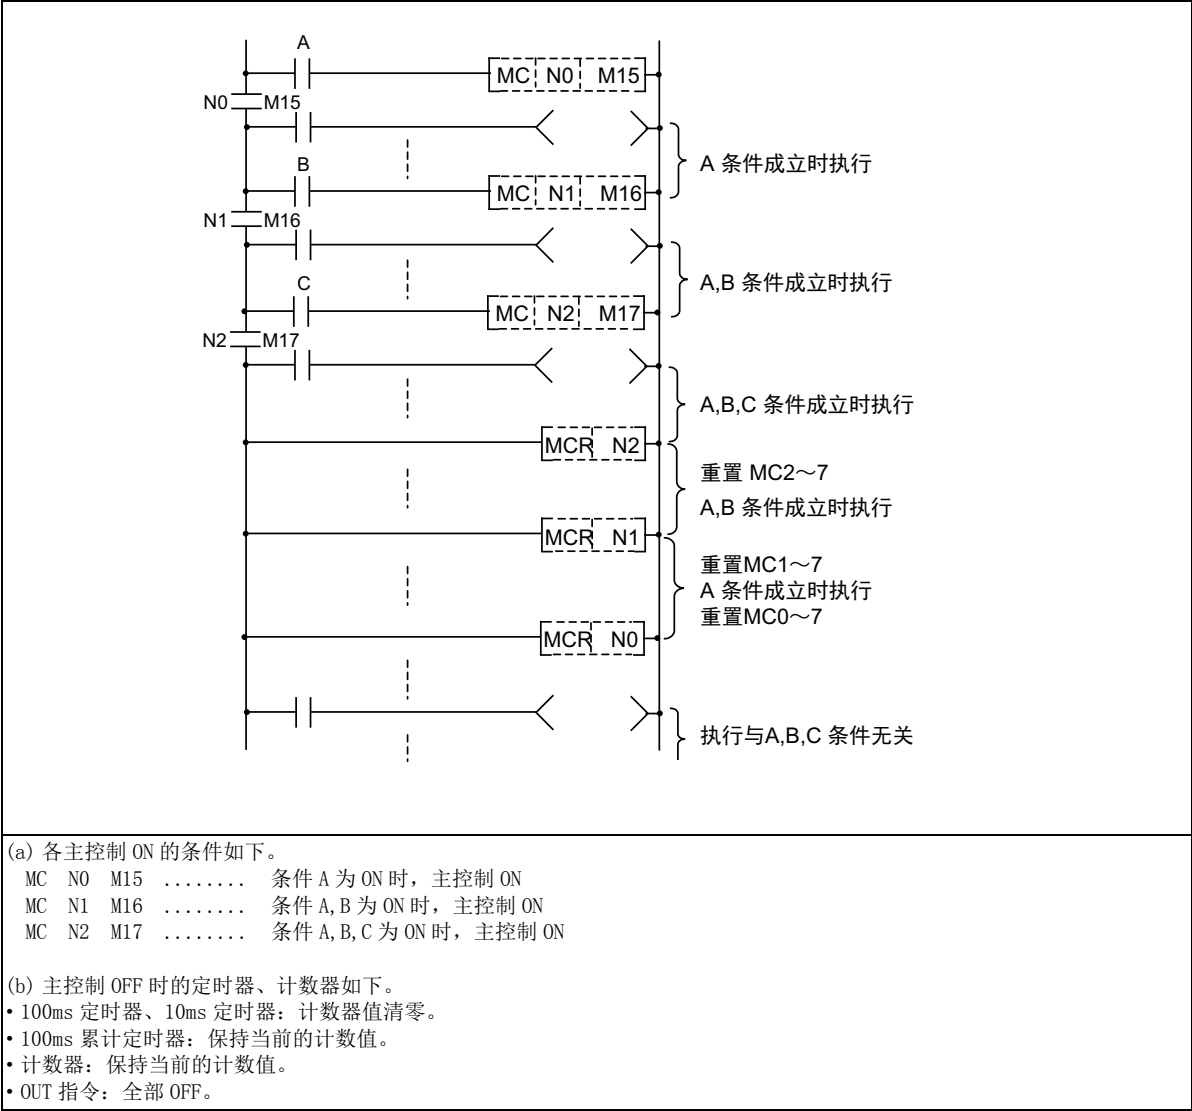 A
MC N0 M15
N0 M15
A 条件成立时执行
B
MC N1 M16
N1 M16
A,B 条件成立时执行
C
MC N2 M17
N2 M17
A,B,C 条件成立时执行
MCR N2
重置 MC2～7
A,B 条件成立时执行
MCR N1
重置MC1～7
A 条件成立时执行
重置MC0～7
MCR N0
执行与A,B,C 条件无关
(a) 各主控制 ON 的条件如下。
MC N0 M15 ........ 条件 A 为 ON 时，主控制 ON
MC N1 M16 ........ 条件 A,B 为 ON 时，主控制 ON
MC N2 M17 ........ 条件 A,B,C 为 ON 时，主控制 ON
(b) 主控制 OFF 时的定时器、计数器如下。
•100ms 定时器、10ms 定时器：计数器值清零。
•100ms 累计定时器：保持当前的计数值。
•计数器：保持当前的计数值。
•OUT 指令：全部 OFF。